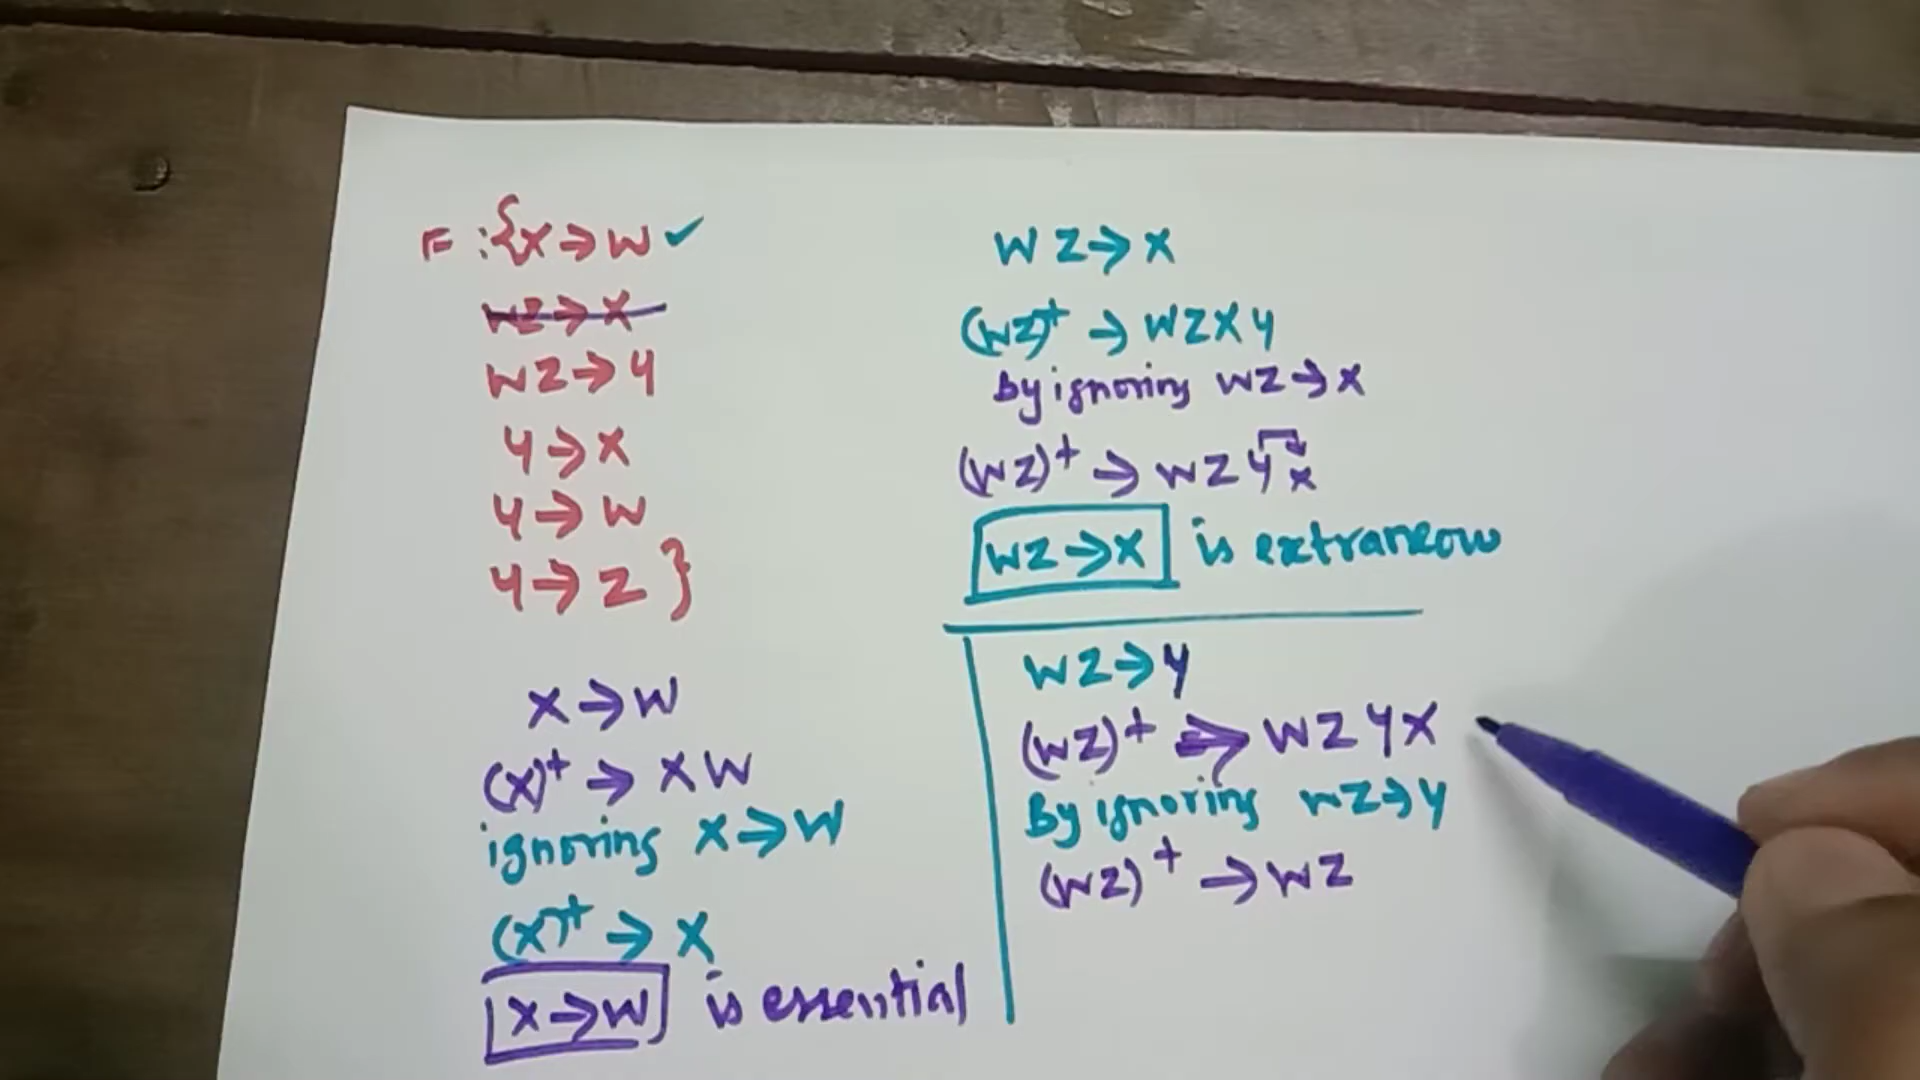 F : {X → W ✓
WZ → X
WZ → Y
Y → X
Y → W
Y → Z }
X → W
(X)+ → XW
ignoring X → W
(X)+ → X
X → W is essential
WZ → X
(WZ)+ → WZXY
By ignoring WZ → X
(WZ)+ → WZYX
WZ → X is extraneou
WZ → Y
(WZ)+ → WZYX
By ignoring WZ → Y
(WZ)+ → WZ